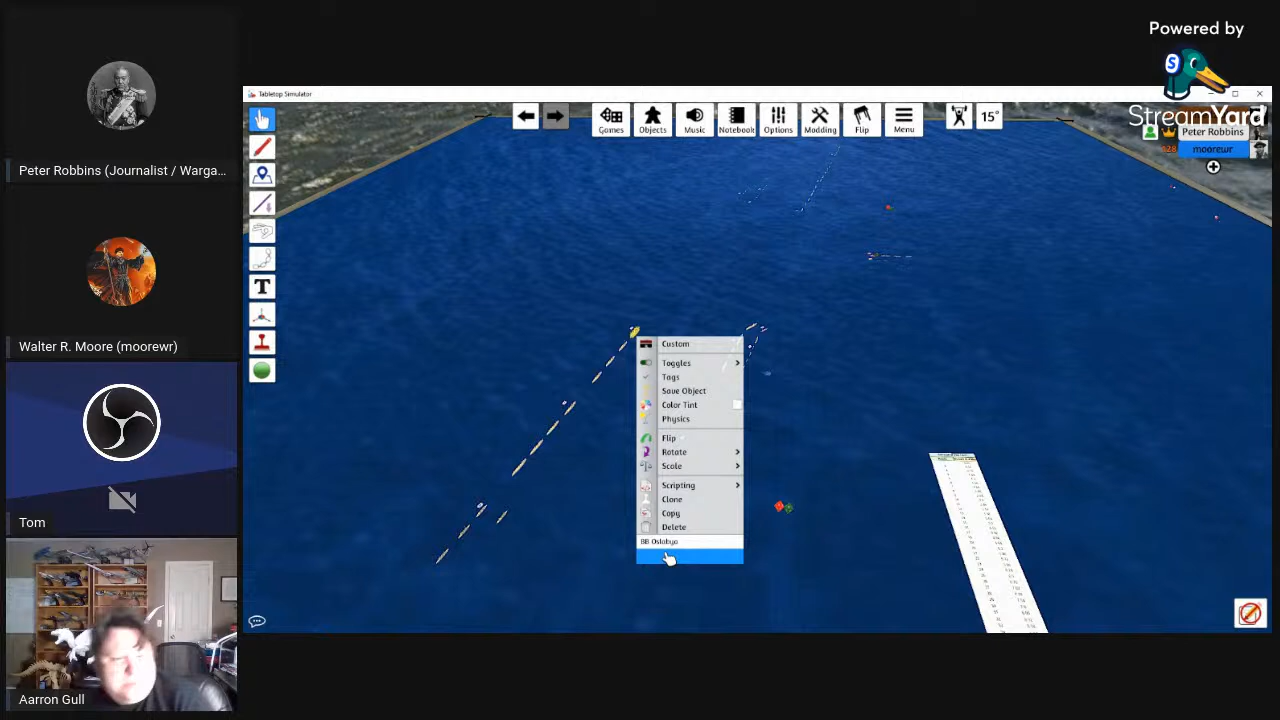 Powered by
StreamYard
Tabletop Simulator
Games
Objects
Music
Notebook
Options
Modding
Flip
Menu
15°
Peter Robbins
moorewr
Peter Robbins (Journalist / Warga...
Walter R. Moore (moorewr)
Tom
Aarron Gull
T
Custom
Toggles
Tags
Save Object
Color Tint
Physics
Flip
Rotate
Scale
Scripting
Clone
Copy
Delete
BB Oslabya